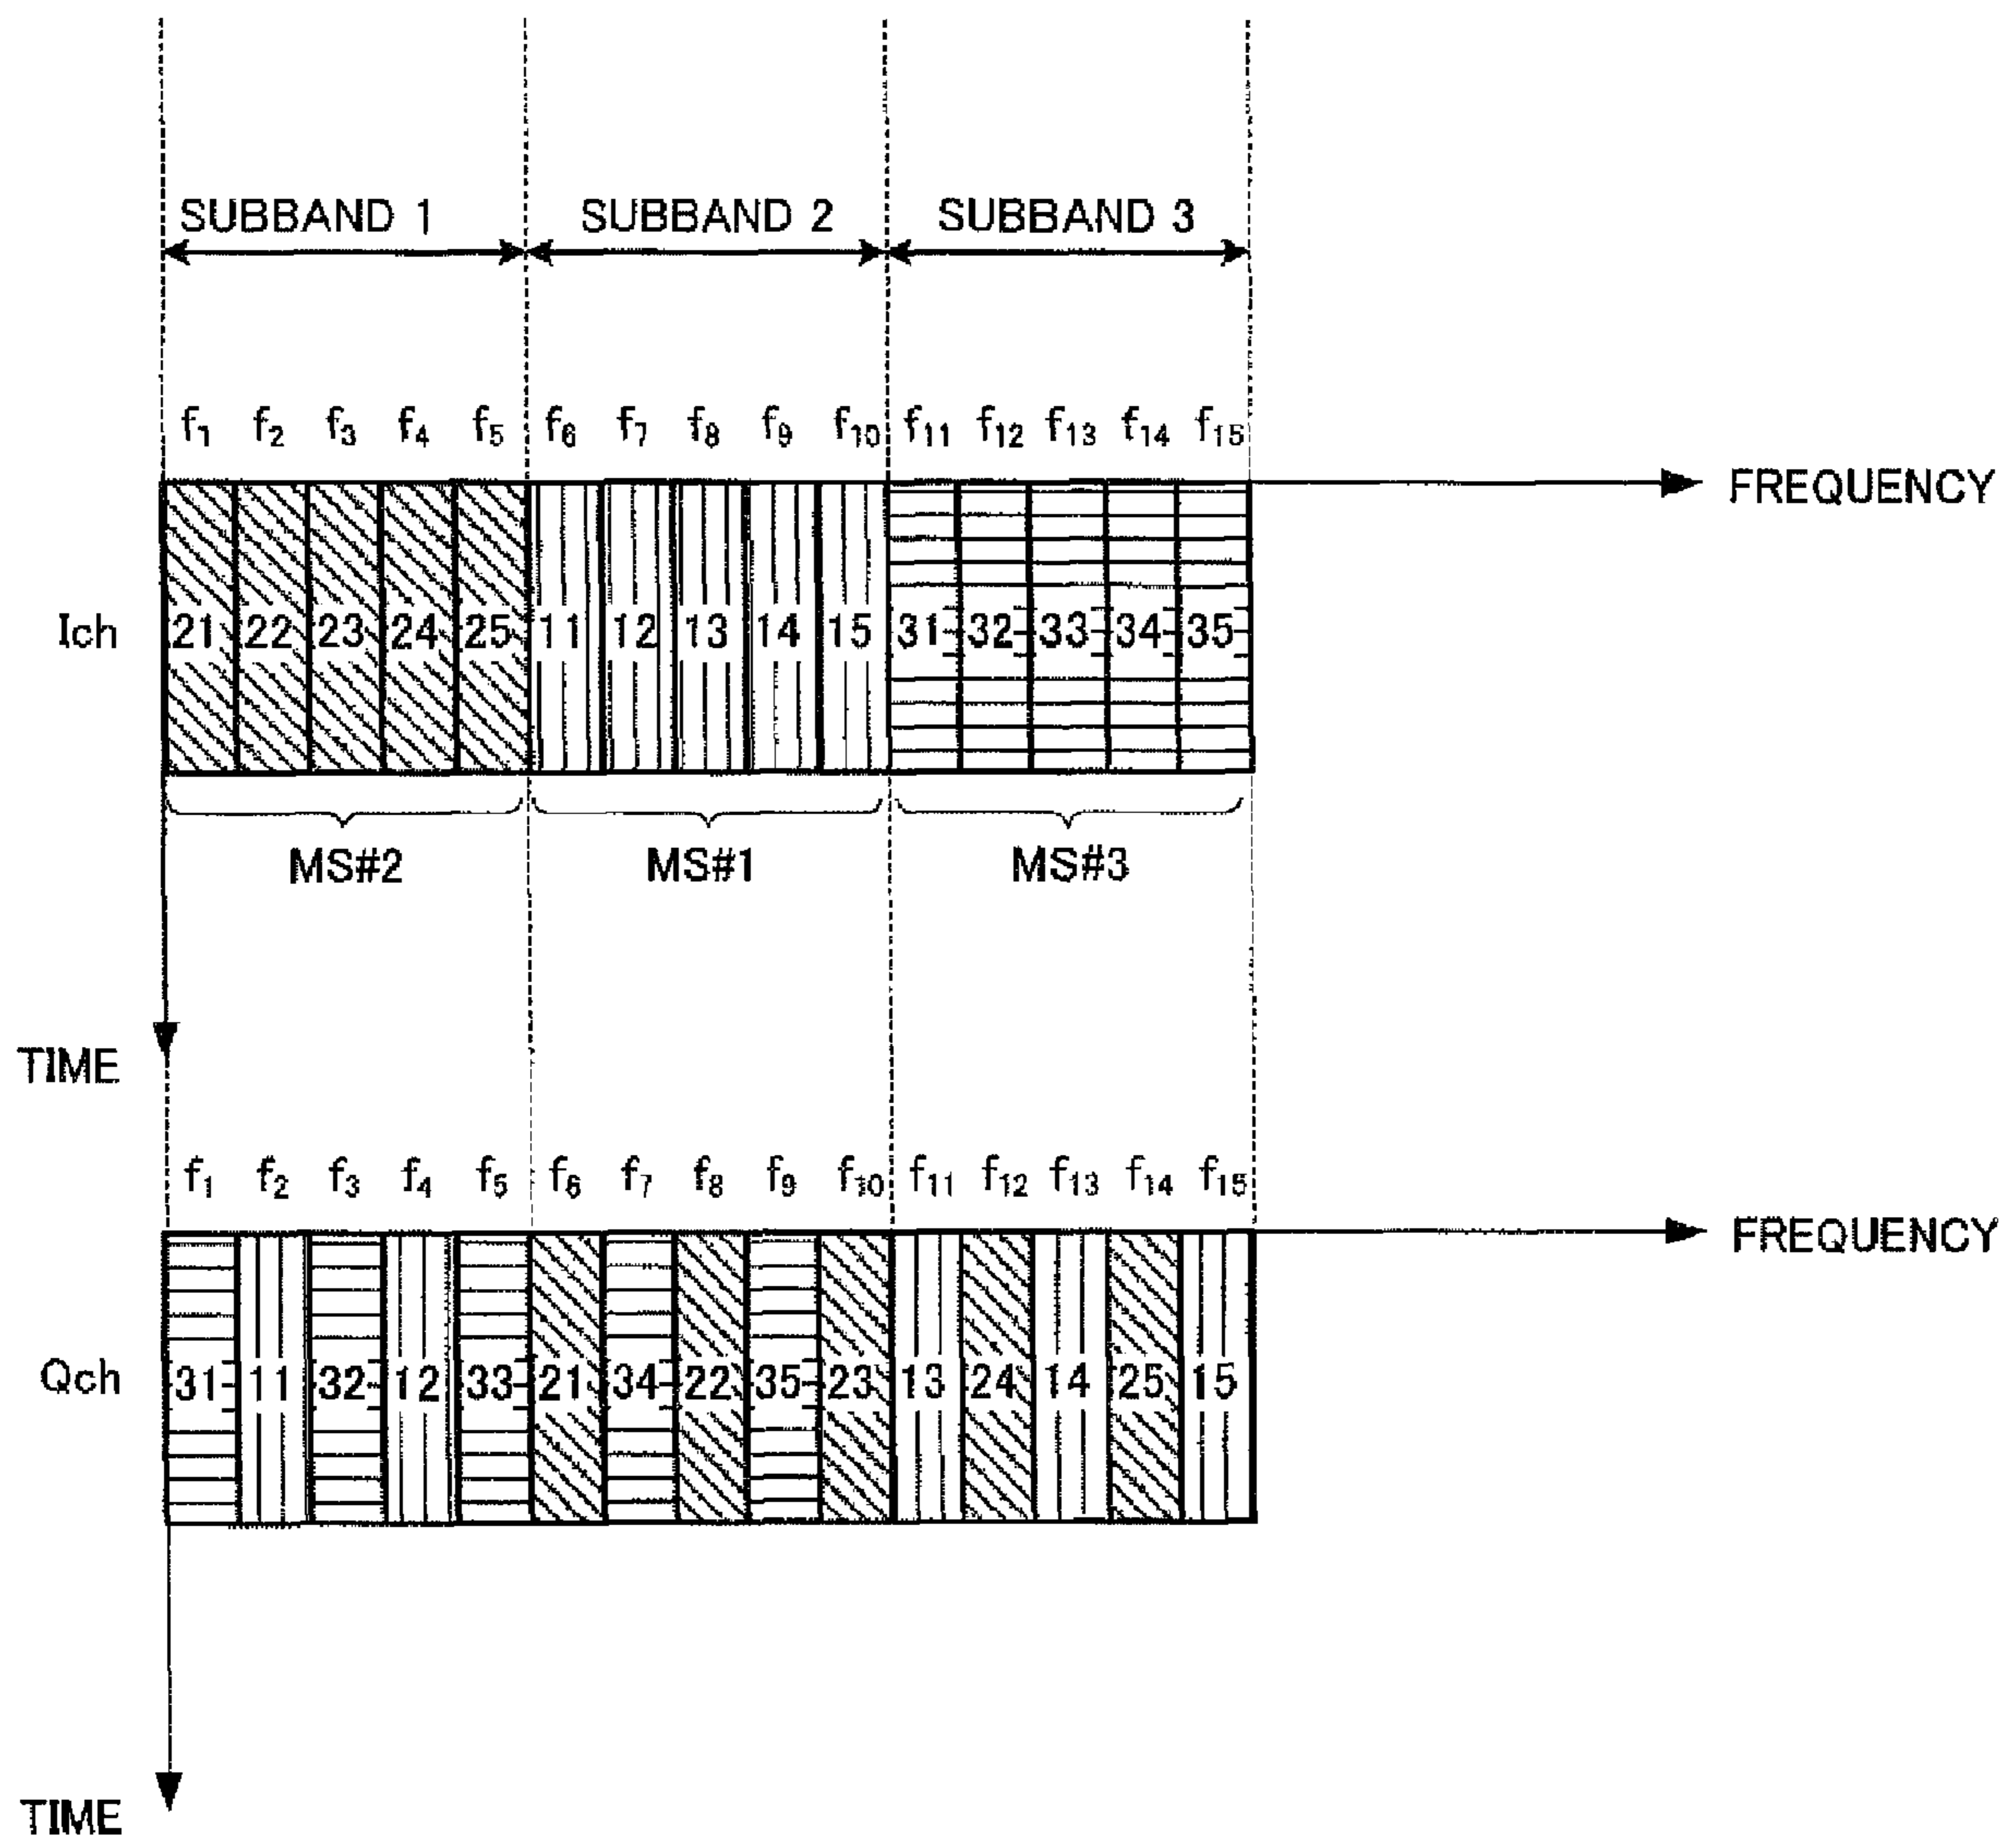 SUBBAND 1 SUBBAND 2 SUBBAND 3
f1 f2 f3 f4 f5 f6 f7 f8 f9 f10 f11 f12 f13 f14 f15
FREQUENCY
Ich 21 22 23 24 25 11 12 13 14 15 31 32 33 34 35
MS#2 MS#1 MS#3
TIME
f1 f2 f3 f4 f5 f6 f7 f8 f9 f10 f11 f12 f13 f14 f15
FREQUENCY
Qch 31 11 32 12 33 21 34 22 35 23 13 24 14 25 15
TIME